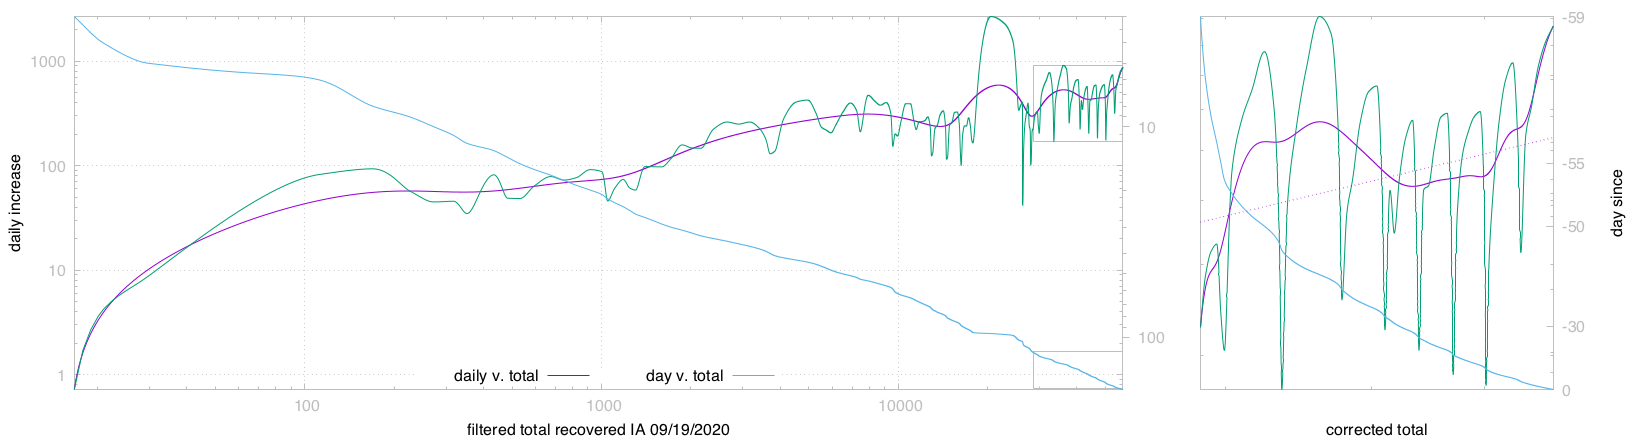 daily increase
1000
100
10
1
100
1000
10000
daily v. total
day v. total
filtered total recovered IA 09/19/2020
10
100
-59
-55
-50
-30
0
day since
corrected total